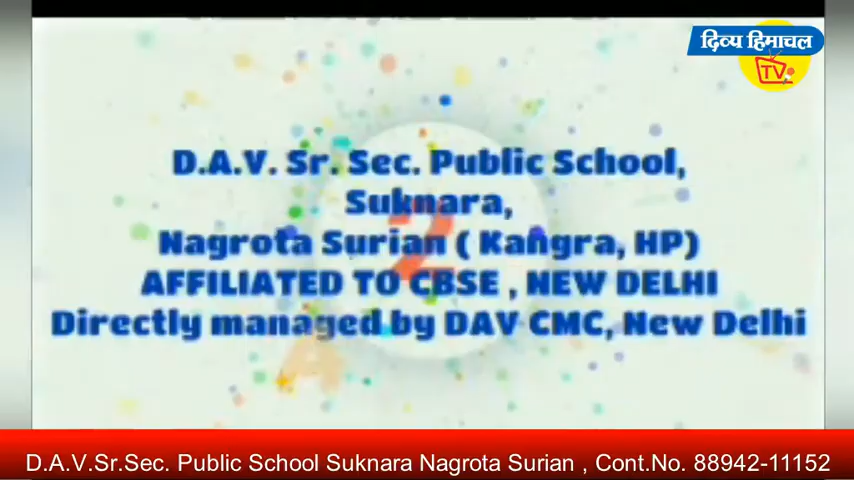 दिव्य हिमाचल
TV
D.A.V. Sr. Sec. Public School,
Suknara,
Nagrota Surian ( Kangra, HP)
2
AFFILIATED TO CBSE , NEW DELHI
Directly managed by DAV CMC, New Delhi
D.A.V.Sr.Sec. Public School Suknara Nagrota Surian , Cont.No. 88942-11152